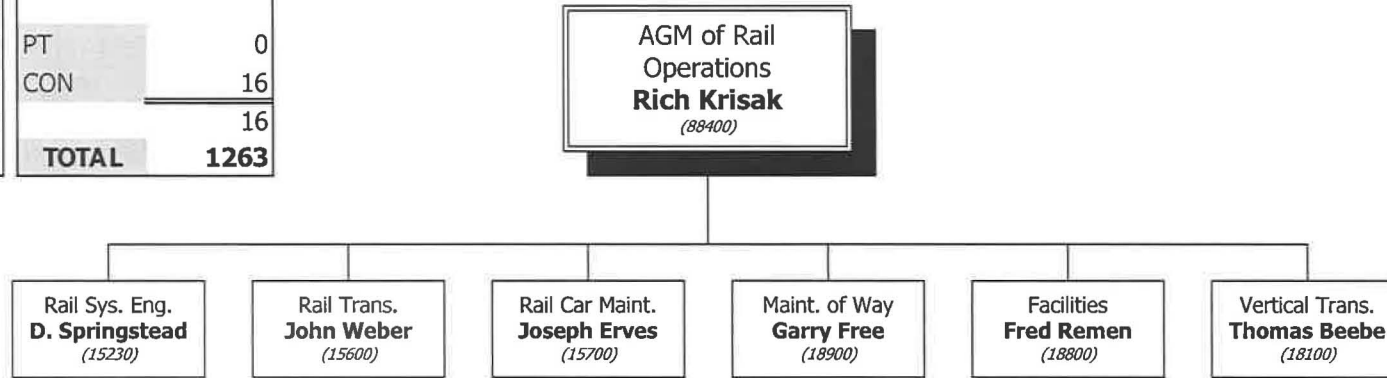 PT 0
CON 16
16
TOTAL 1263
AGM of Rail
Operations
Rich Krisak
(88400)
Rail Sys. Eng.
D. Springstead
(15230)
Rail Trans.
John Weber
(15600)
Rail Car Maint.
Joseph Erves
(15700)
Maint. of Way
Garry Free
(18900)
Facilities
Fred Remen
(18800)
Vertical Trans.
Thomas Beebe
(18100)